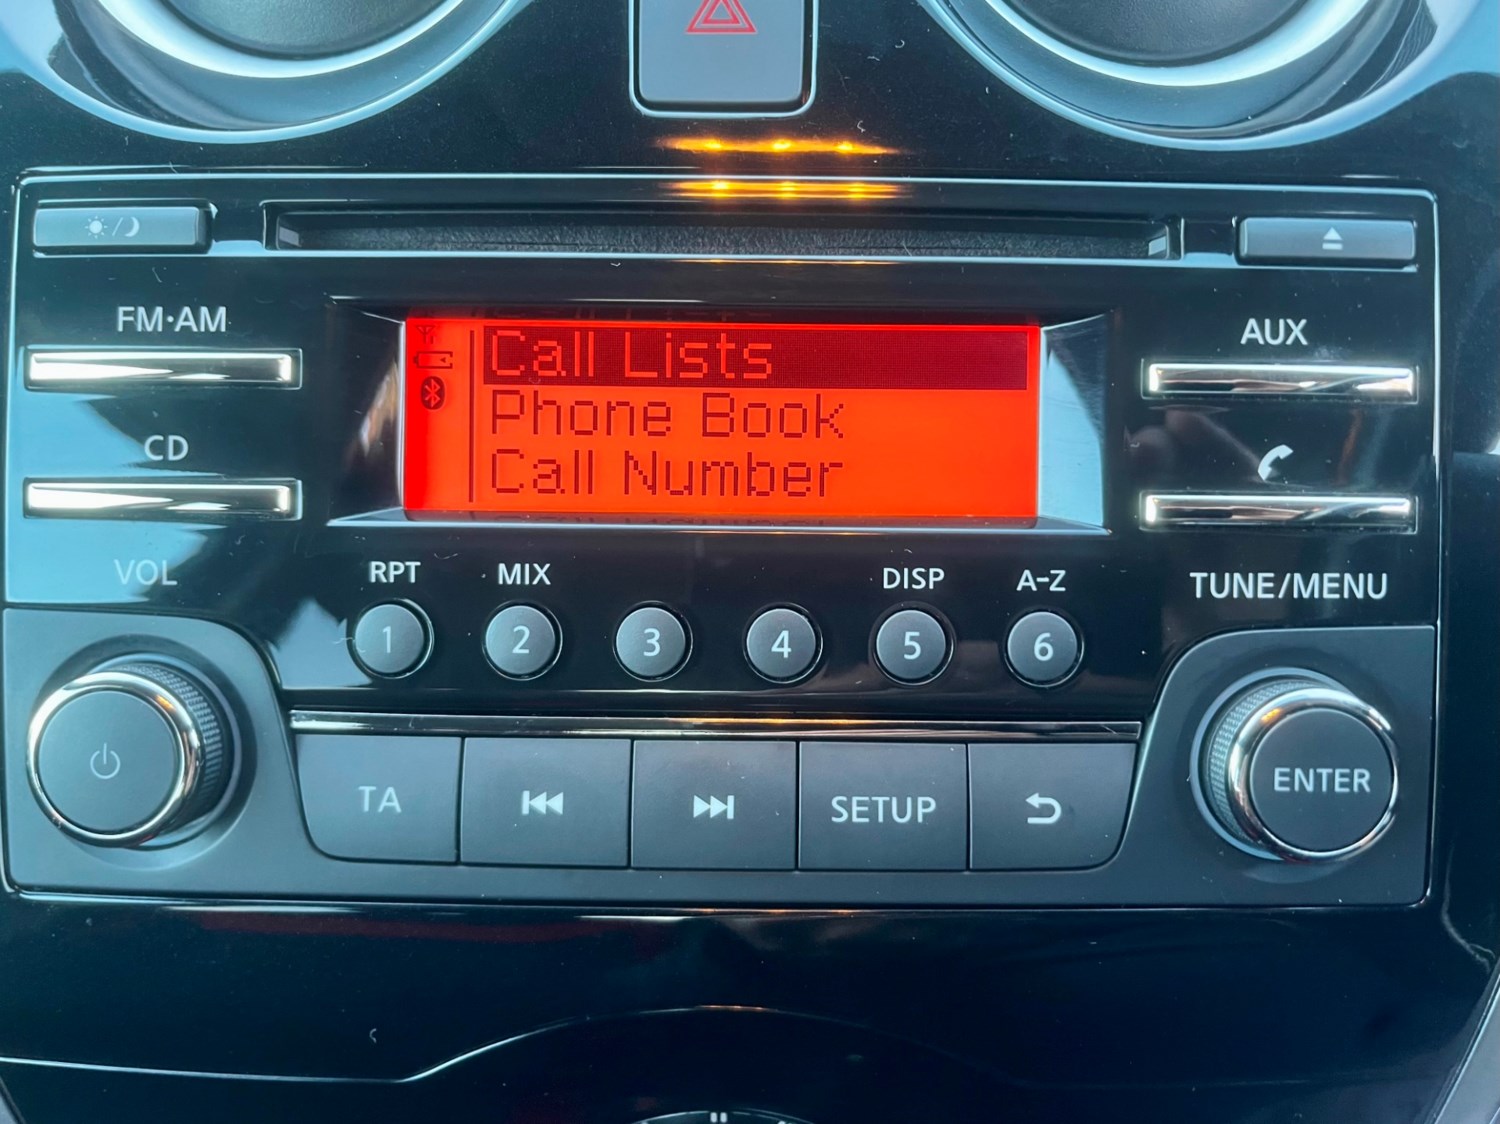 FM·AM
CD
VOL
Call Lists
Phone Book
Call Number
AUX
TUNE/MENU
RPT MIX DISP A-Z
1 2 3 4 5 6
TA SETUP
ENTER